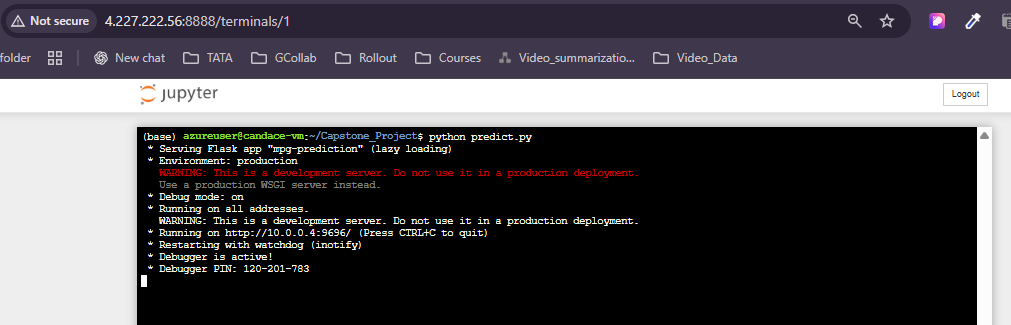 Not secure 4.227.222.56:8888/terminals/1
folder New chat TATA GCollab Rollout Courses Video_summarizatio... Video_Data
jupyter Logout
(base) azureuser@candace-vm:~/Capstone_Project$ python predict.py
* Serving Flask app "mpg-prediction" (lazy loading)
* Environment: production
WARNING: This is a development server. Do not use it in a production deployment.
Use a production WSGI server instead.
* Debug mode: on
* Running on all addresses.
WARNING: This is a development server. Do not use it in a production deployment.
* Running on http://10.0.0.4:9696/ (Press CTRL+C to quit)
* Restarting with watchdog (inotify)
* Debugger is active!
* Debugger PIN: 120-201-783